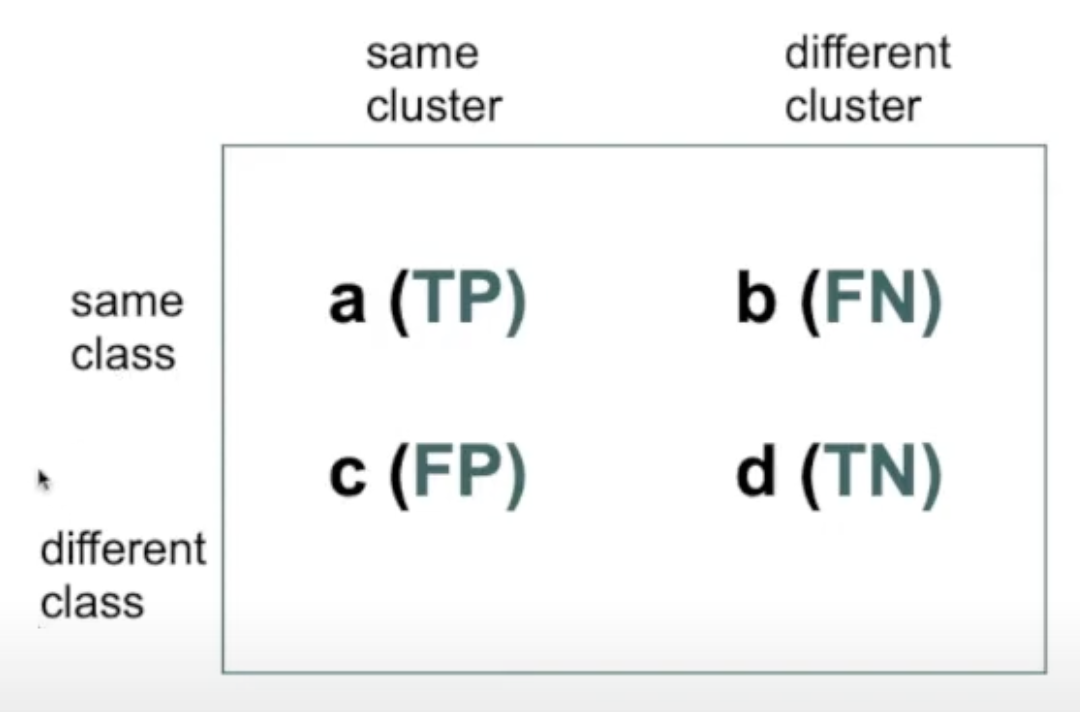 same
cluster
different
cluster
same
class
a (TP)
b (FN)
c (FP)
d (TN)
different
class